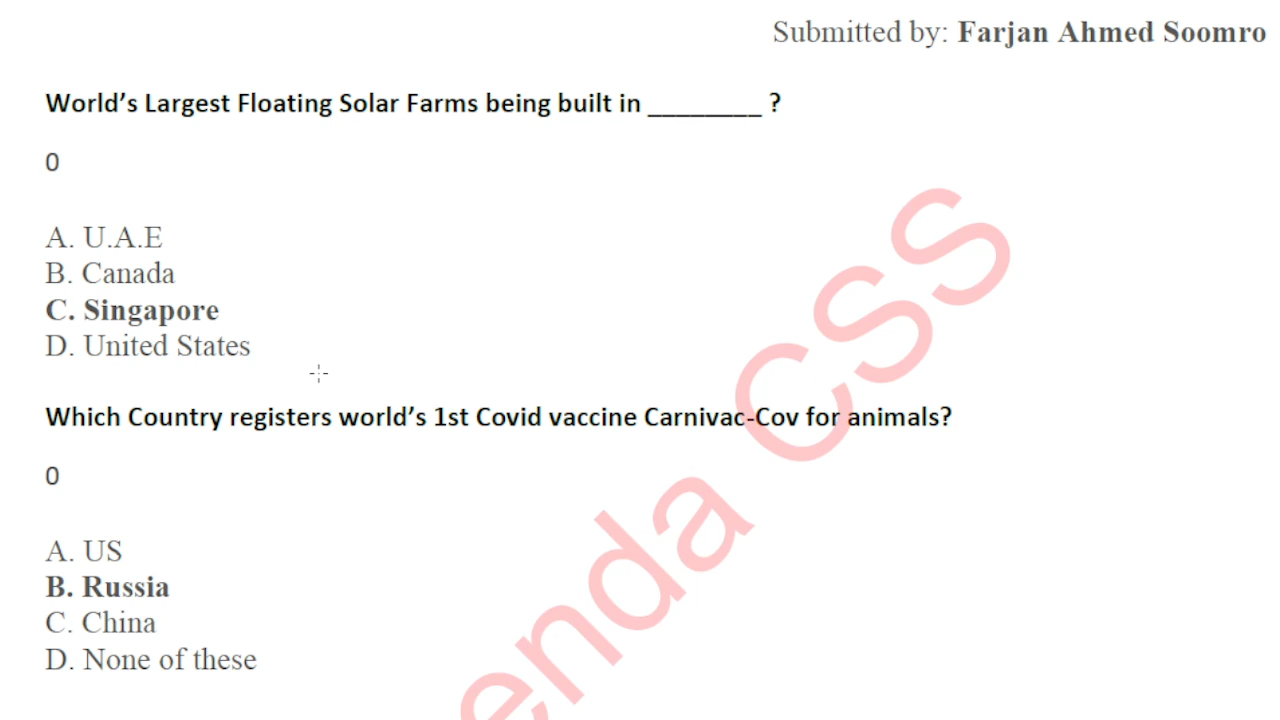 Submitted by: Farjan Ahmed Soomro
World’s Largest Floating Solar Farms being built in ________ ?
0
A. U.A.E
B. Canada
C. Singapore
D. United States
Which Country registers world’s 1st Covid vaccine Carnivac-Cov for animals?
0
A. US
B. Russia
C. China
D. None of these
enda CSS